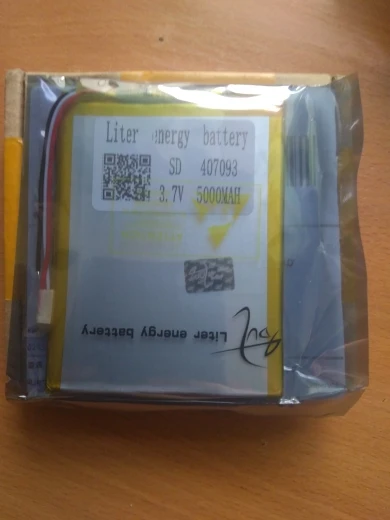 Liter energy battery
SD 407093
3.7V 5000MAH
Liter energy battery